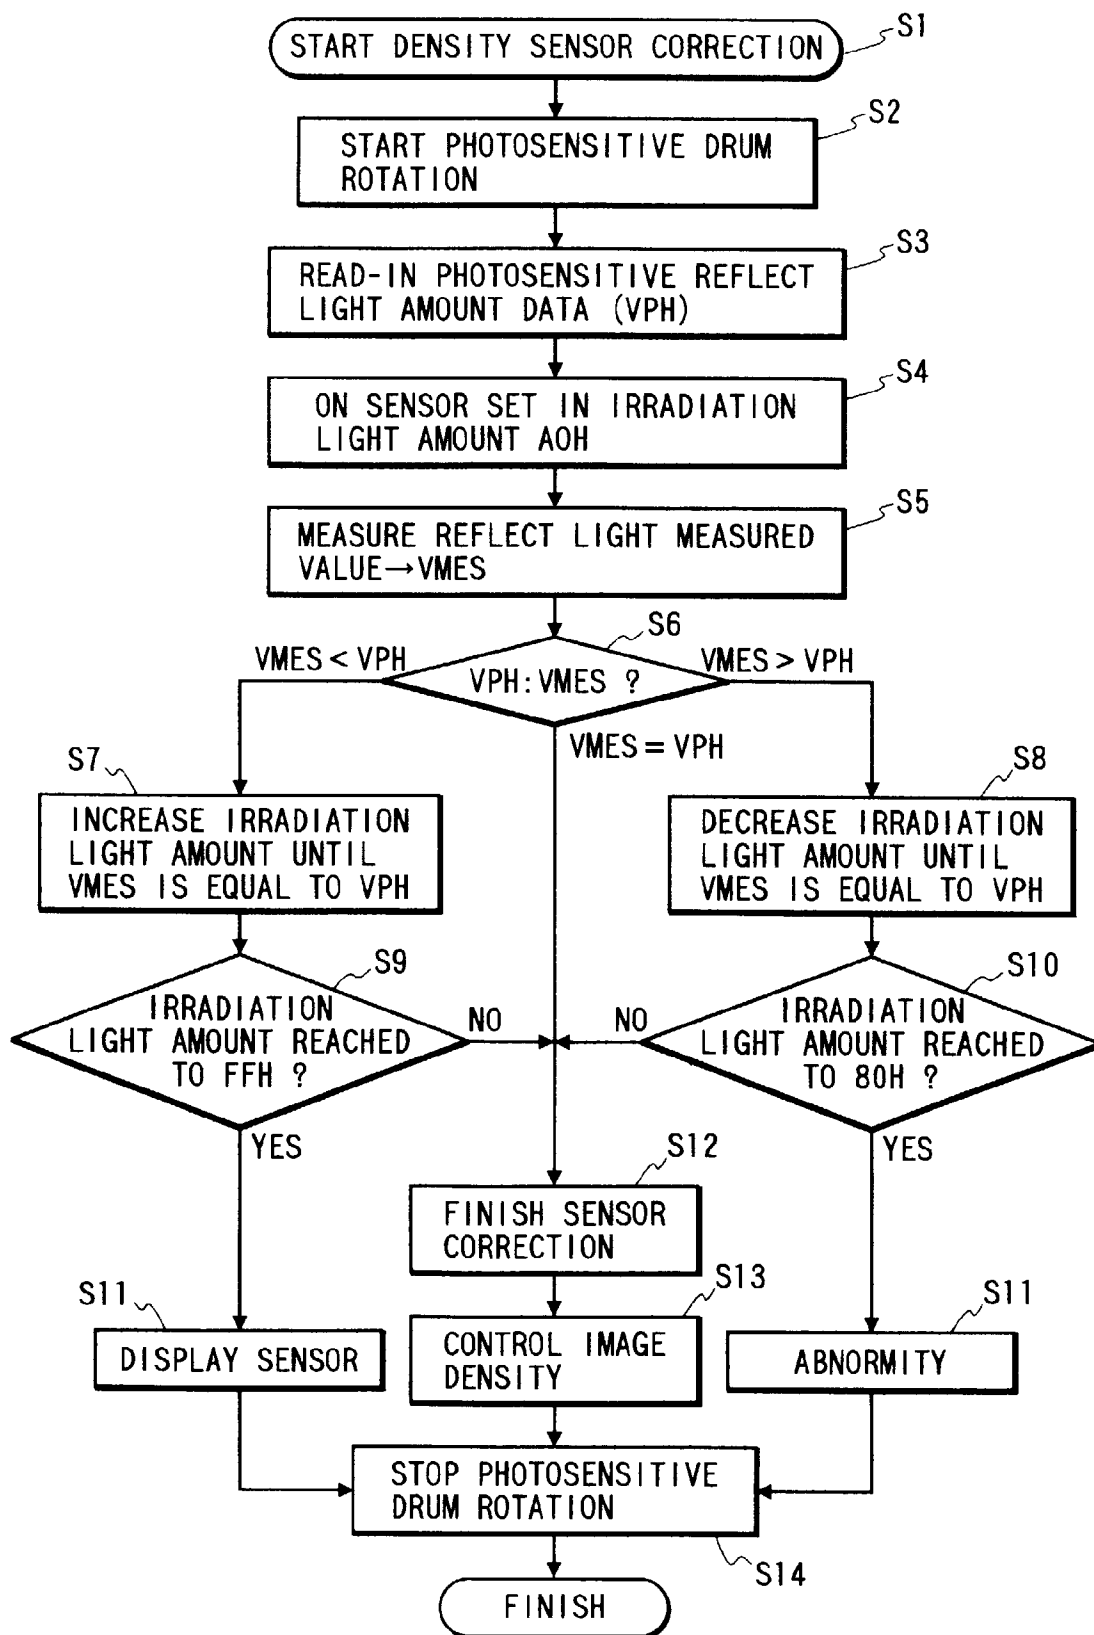 START DENSITY SENSOR CORRECTION
S1
S2
START PHOTOSENSITIVE DRUM
ROTATION
S3
READ-IN PHOTOSENSITIVE REFLECT
LIGHT AMOUNT DATA (VPH)
S4
ON SENSOR SET IN IRRADIATION
LIGHT AMOUNT AOH
S5
MEASURE REFLECT LIGHT MEASURED
VALUE→VMES
S6
VMES < VPH
VPH:VMES ?
VMES > VPH
VMES = VPH
S7
INCREASE IRRADIATION
LIGHT AMOUNT UNTIL
VMES IS EQUAL TO VPH
S8
DECREASE IRRADIATION
LIGHT AMOUNT UNTIL
VMES IS EQUAL TO VPH
S9
IRRADIATION
LIGHT AMOUNT REACHED
TO FFH ?
NO
YES
S10
IRRADIATION
LIGHT AMOUNT REACHED
TO 80H ?
NO
YES
S12
FINISH SENSOR
CORRECTION
S11
DISPLAY SENSOR
S13
CONTROL IMAGE
DENSITY
S11
ABNORMITY
STOP PHOTOSENSITIVE
DRUM ROTATION
S14
FINISH